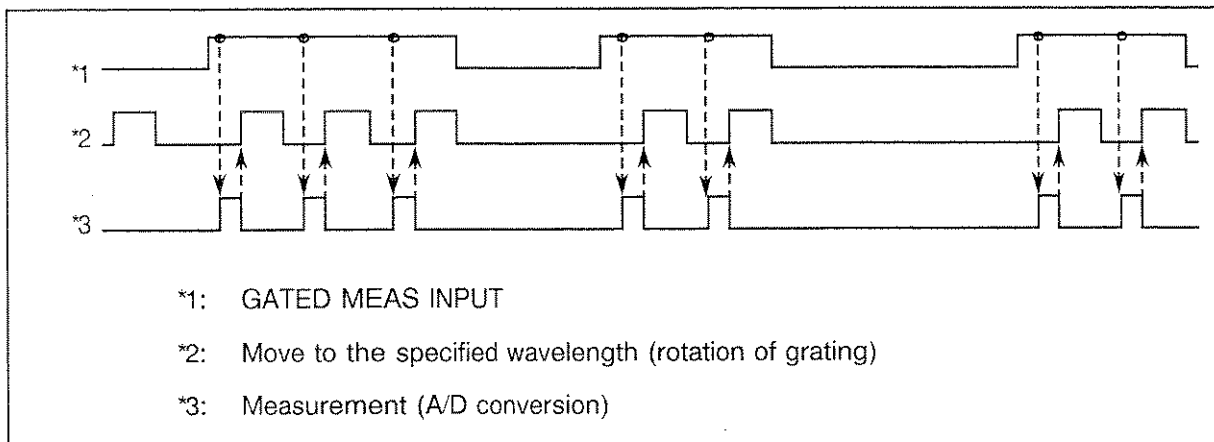 *1
*2
*3
*1: GATED MEAS INPUT
*2: Move to the specified wavelength (rotation of grating)
*3: Measurement (A/D conversion)